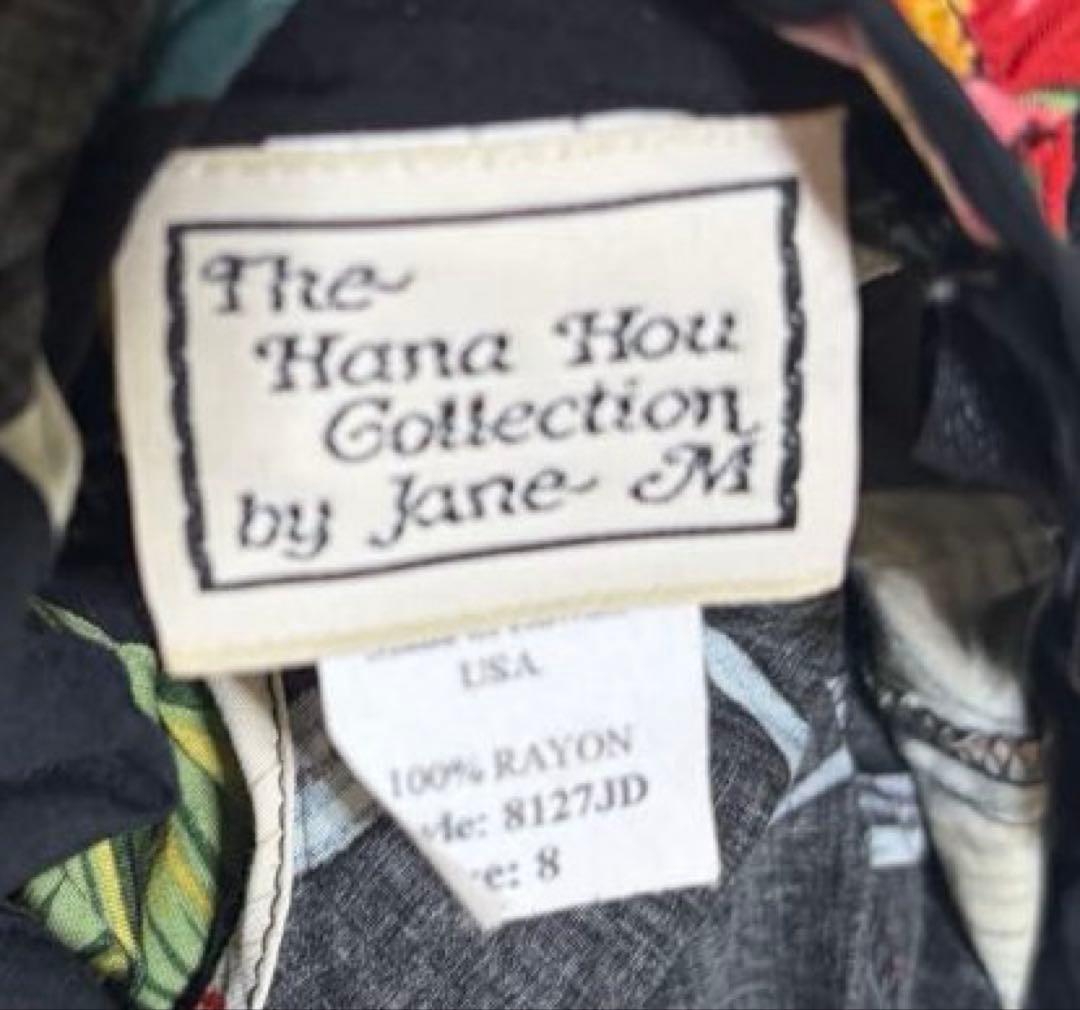 The
Hana Hou
Collection
by Jane M
USA
100% RAYON
8127JD
8